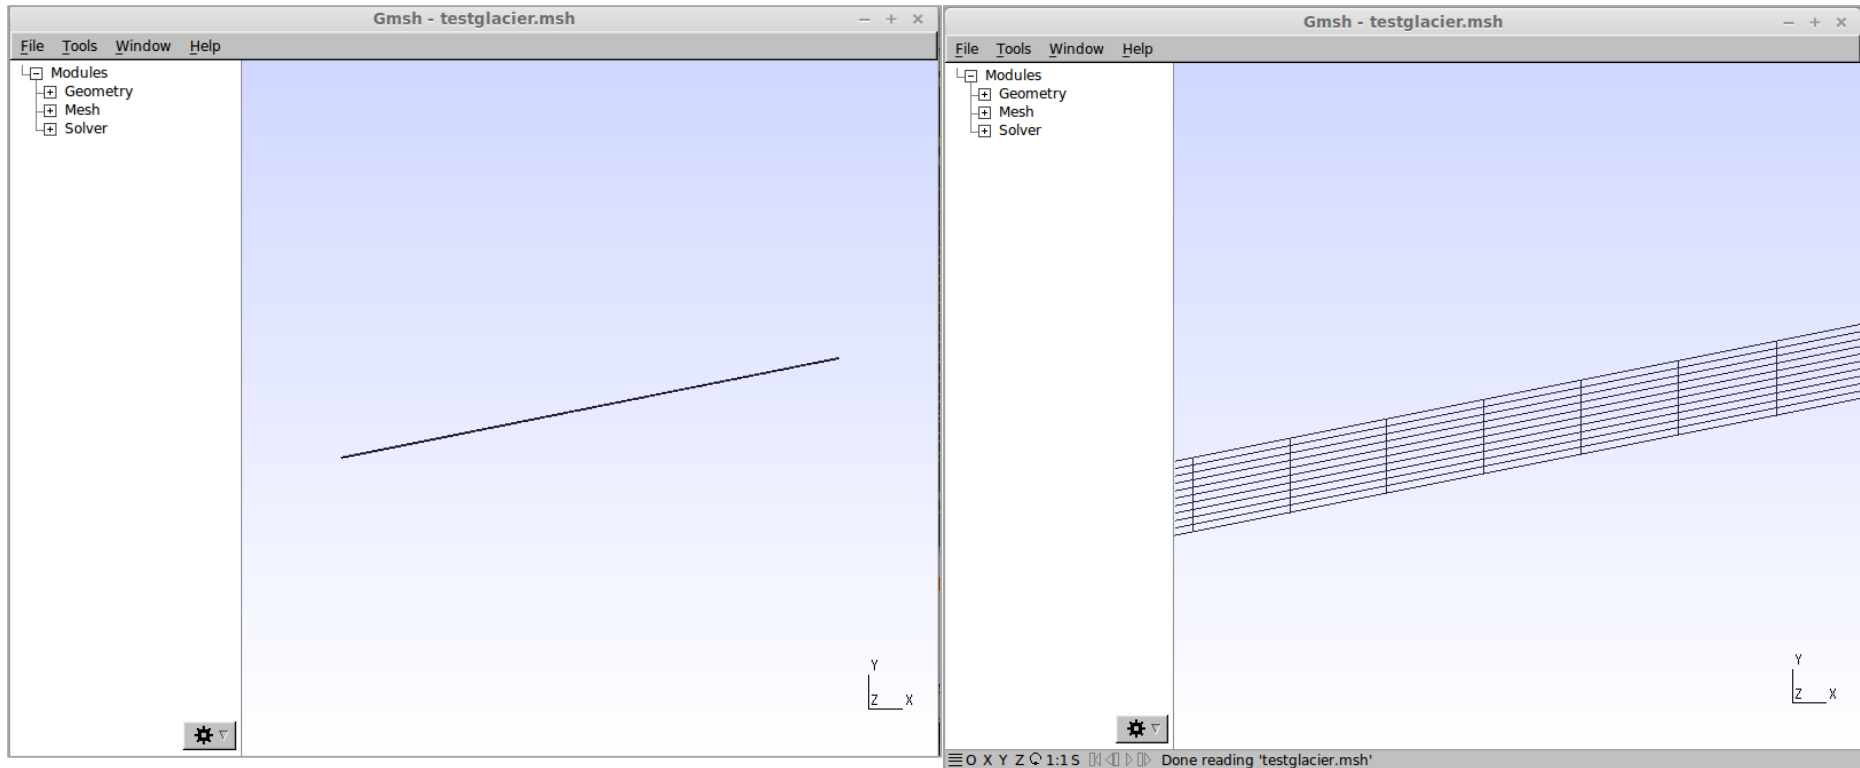 Gmsh - testglacier.msh
File Tools Window Help
Modules
Geometry
Mesh
Solver
Y
Z X
Gmsh - testglacier.msh
File Tools Window Help
Modules
Geometry
Mesh
Solver
Y
Z X
O X Y Z 1:1 S Done reading 'testglacier.msh'